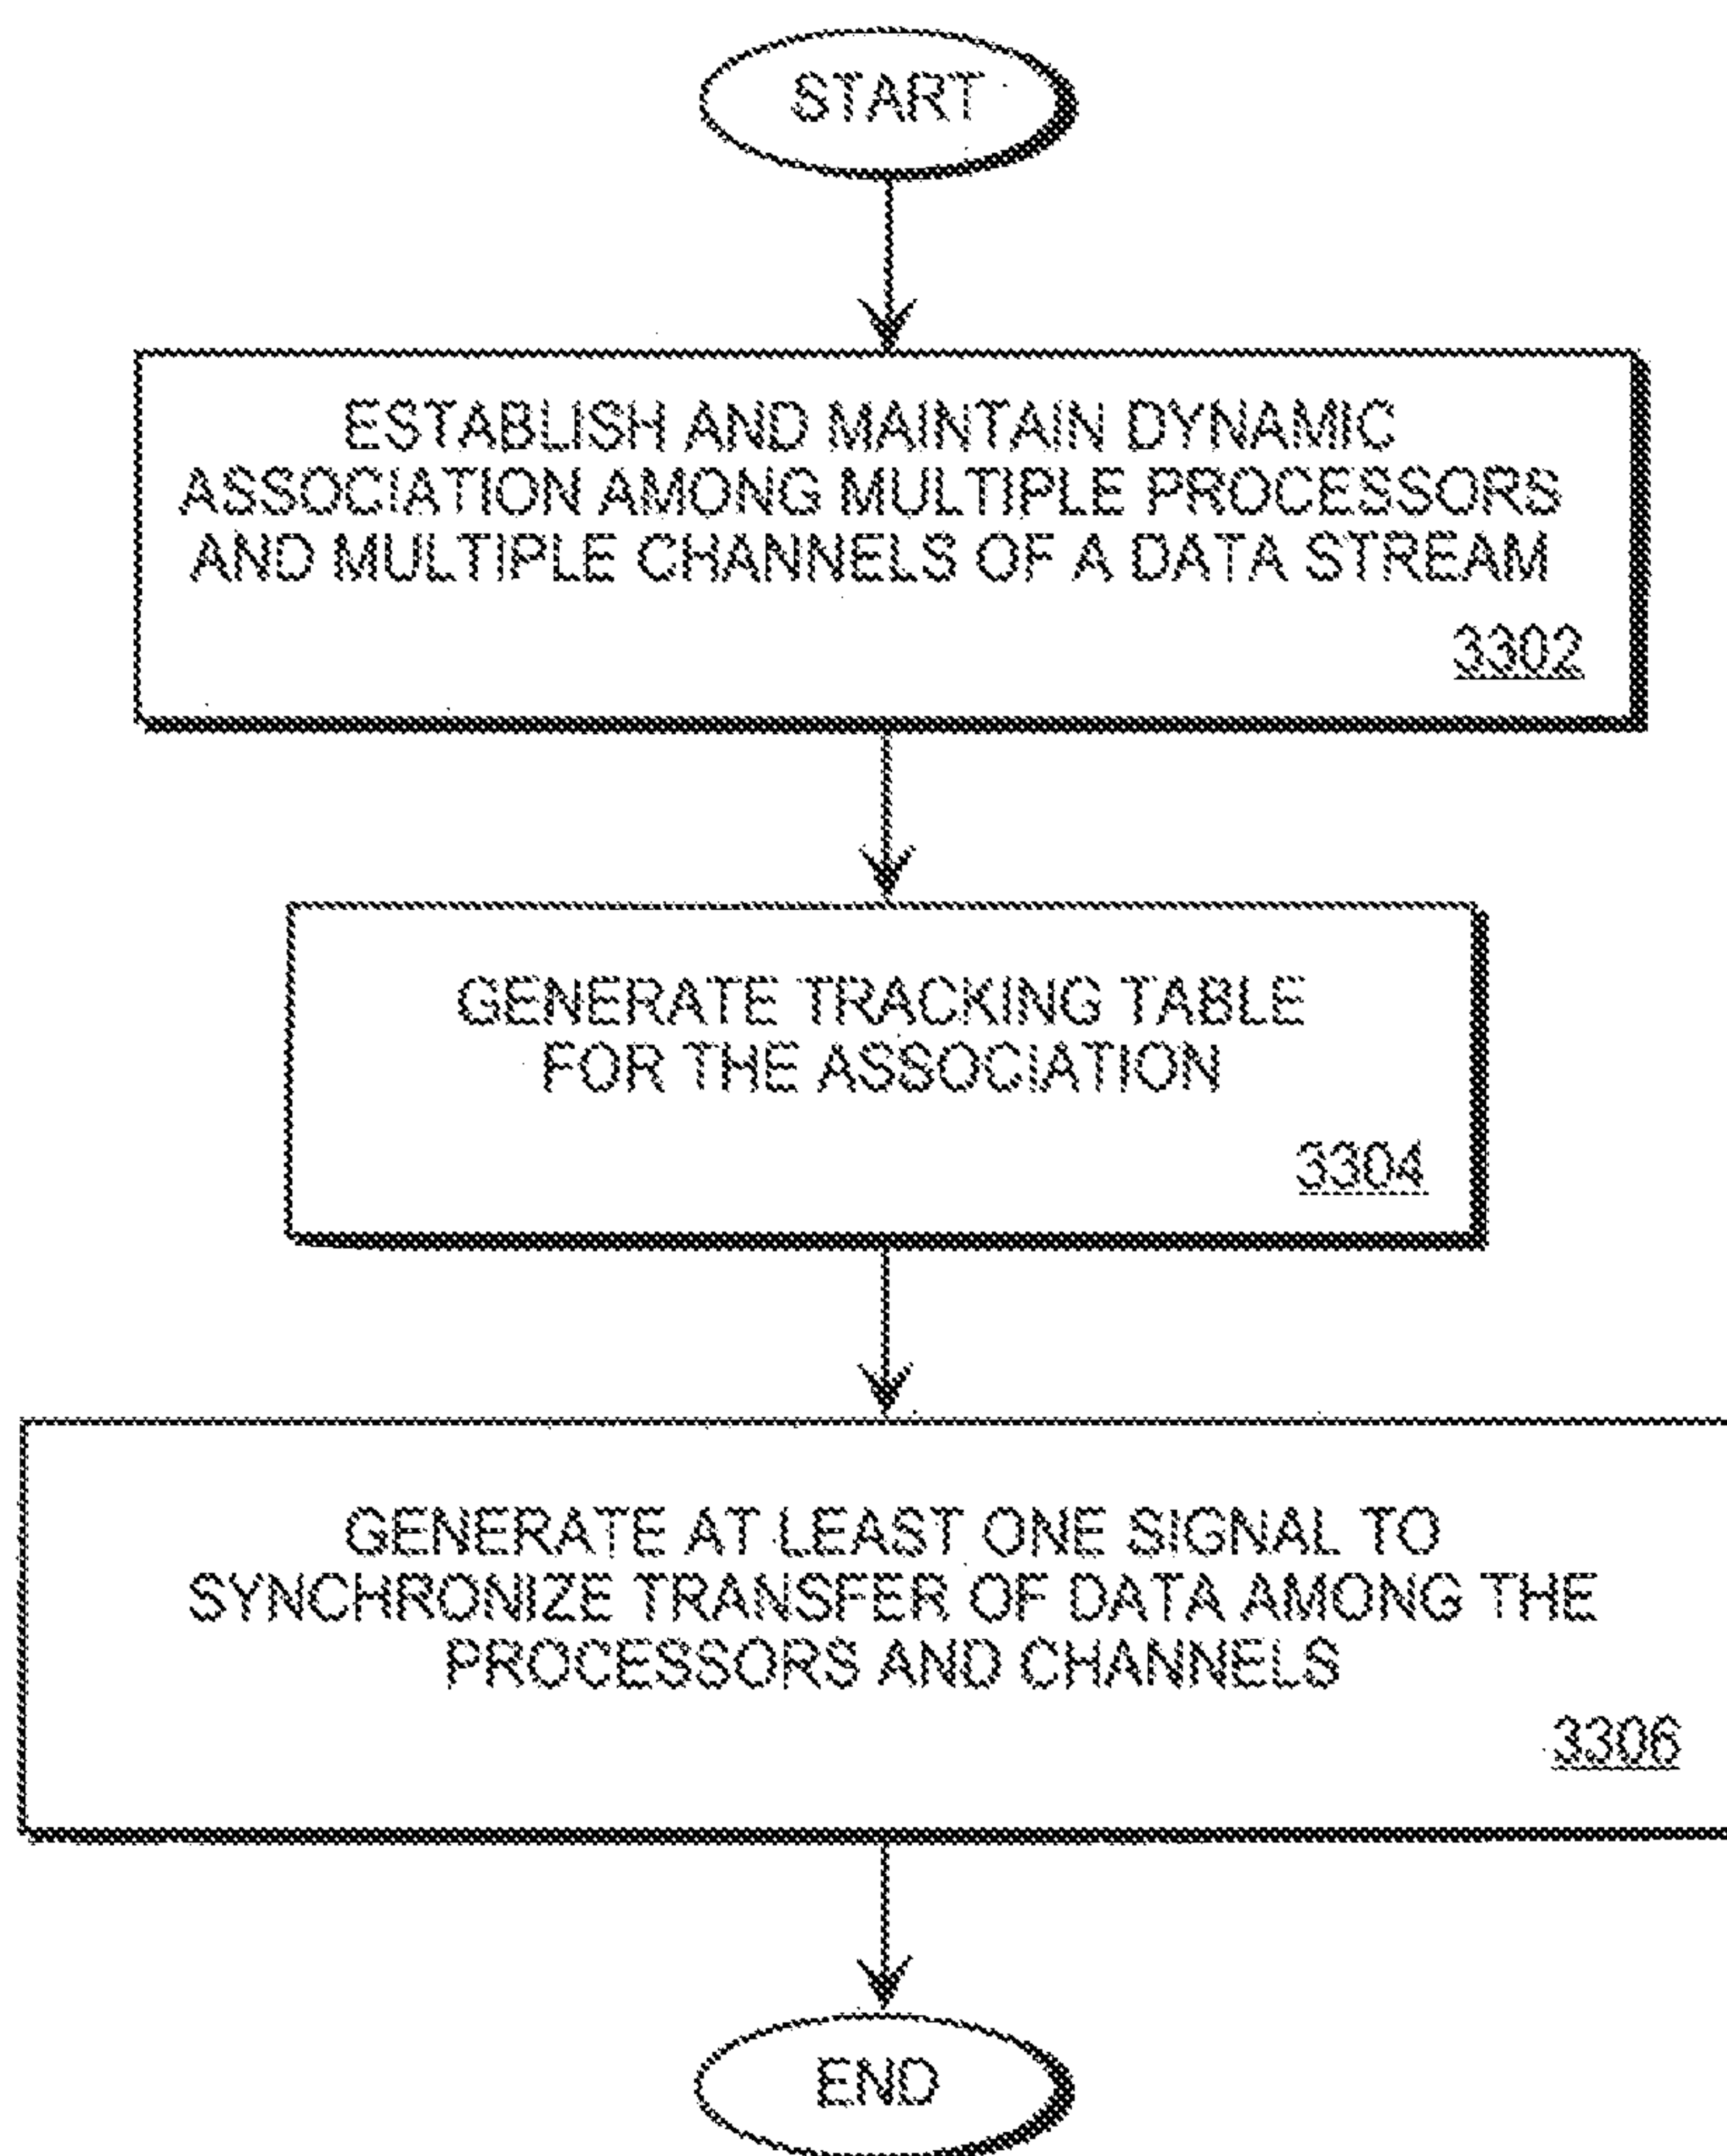 START
ESTABLISH AND MAINTAIN DYNAMIC
ASSOCIATION AMONG MULTIPLE PROCESSORS
AND MULTIPLE CHANNELS OF A DATA STREAM
3302
GENERATE TRACKING TABLE
FOR THE ASSOCIATION
3304
GENERATE AT LEAST ONE SIGNAL TO
SYNCHRONIZE TRANSFER OF DATA AMONG THE
PROCESSORS AND CHANNELS
3306
END